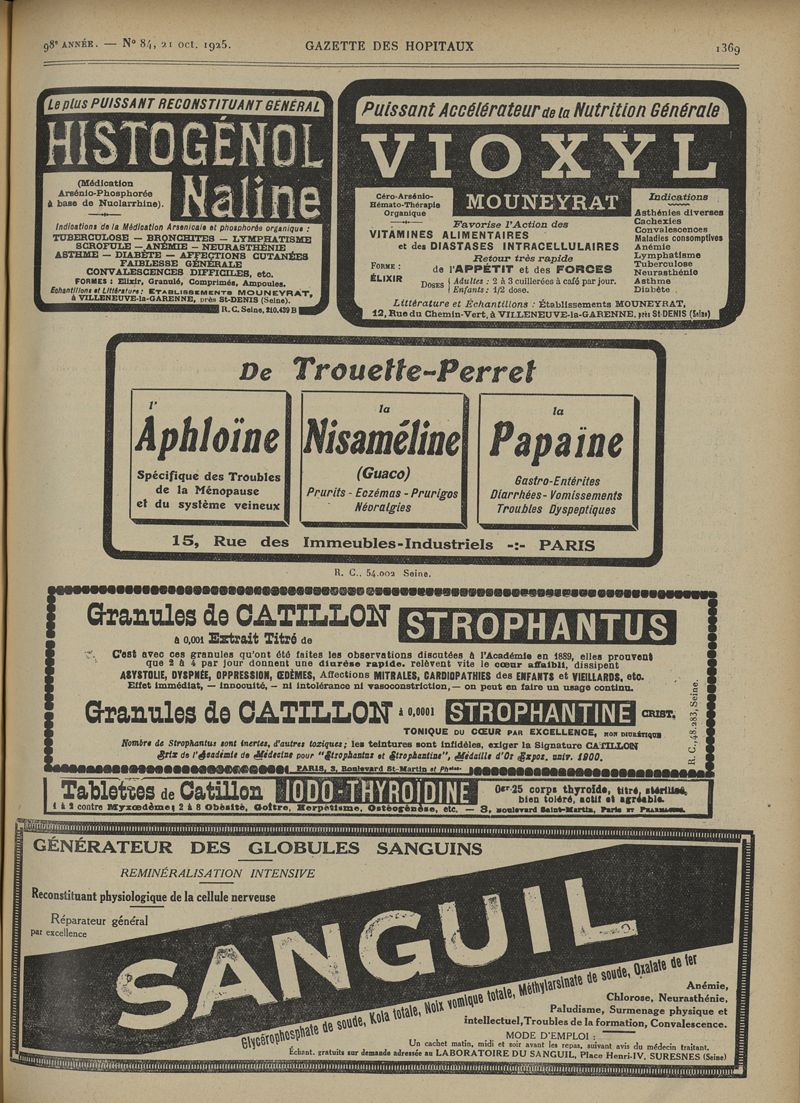 98e ANNÉE. — No 84, 21 oct. 1925.
GAZETTE DES HOPITAUX
1369
Le plus PUISSANT RECONSTITUANT GÉNÉRAL
HISTOGÉNOL
(Médication
Arsénio-Phosphorée
à base de Nuclarrhine).
Naline
Indications de la Médication Arsenicale et phosphorée organique :
TUBERCULOSE — BRONCHITES — LYMPHATISME
SCROFULE — ANÉMIE — NEURASTHÉNIE
ASTHME — DIABÈTE — AFFECTIONS CUTANÉES
FAIBLESSE GÉNÉRALE
CONVALESCENCES DIFFICILES, etc.
FORMES : Elixir, Granulé, Comprimés, Ampoules.
Echantillons et Littérature : ETABLISSEMENTS MOUNEYRAT,
à VILLENEUVE-la-GARENNE, près St-DENIS (Seine).
R. C. Seine, 210.439 B
Puissant Accélérateur de la Nutrition Générale
VIOXYL
MOUNEYRAT
Céro-Arsénio-
Hémato-Thérapie
Organique
Favorise l'Action des
VITAMINES ALIMENTAIRES
et des DIASTASES INTRACELLULAIRES
Retour très rapide
de l'APPÉTIT et des FORCES
FORME :
ÉLIXIR
DOSES
Adultes : 2 à 3 cuillerées à café par jour.
Enfants : 1/2 dose.
Indications
Asthénies diverses
Cachexies
Convalescences
Maladies consomptives
Anémie
Lymphatisme
Tuberculose
Neurasthénie
Asthme
Diabète
Littérature et Échantillons : Établissements MOUNEYRAT,
12, Rue du Chemin-Vert, à VILLENEUVE-la-GARENNE, près St-DENIS (Seine)
De Trouette-Perret
l'
Aphloïne
Spécifique des Troubles
de la Ménopause
et du système veineux
la
Nisaméline
(Guaco)
Prurits - Eczémas - Prurigos
Névralgies
la
Papaïne
Gastro-Entérites
Diarrhées - Vomissements
Troubles Dyspeptiques
15, Rue des Immeubles-Industriels -:- PARIS
R. C., 54.002 Seine.
Granules de CATILLON
à 0,001 Extrait Titré de
STROPHANTUS
C'est avec ces granules qu'ont été faites les observations discutées à l'Académie en 1889, elles prouvent
que 2 à 4 par jour donnent une diurèse rapide, relèvent vite le cœur affaibli, dissipent
ASYSTOLIE, DYSPNÉE, OPPRESSION, ŒDÈMES, Affections MITRALES, CARDIOPATHIES des ENFANTS et VIEILLARDS, etc.
Effet immédiat, — innocuité, — ni intolérance ni vasoconstriction, — on peut en faire un usage continu.
Granules de CATILLON à 0,0001 STROPHANTINE CRIST.
TONIQUE DU CŒUR PAR EXCELLENCE, NON DIURÉTIQUE
Nombre de Strophantus sont inertes, d'autres toxiques ; les teintures sont infidèles, exiger la Signature CATILLON
Prix de l'Académie de Médecine pour "Strophantus et Strophantine", Médaille d'Or Expos. univ. 1900.
PARIS, 3, Boulevard St-Martin et Phies.
R. C., 48.283, Seine.
Tablettes de Catillon IODO-THYROÏDINE
0gr25 corps thyroïde, titré, stérilisé,
bien toléré, actif et agréable.
1 à 2 contre Myxœdème; 2 à 8 Obésité, Goître, Herpétisme, Ostéogénèse, etc. — 3, Boulevard Saint-Martin, Paris ET PHARMACIES.
GÉNÉRATEUR DES GLOBULES SANGUINS
REMINÉRALISATION INTENSIVE
Reconstituant physiologique de la cellule nerveuse
Réparateur général
par excellence
SANGUIL
Glycérophosphate de soude, Kola totale, Noix vomique totale, Méthylarsinate de soude, Oxalate de fer
Anémie,
Chlorose, Neurasthénie,
Paludisme, Surmenage physique et
intellectuel, Troubles de la formation, Convalescence.
MODE D'EMPLOI :
Un cachet matin, midi et soir avant les repas, suivant avis du médecin traitant.
Échant. gratuits sur demande adressée au LABORATOIRE DU SANGUIL, Place Henri-IV, SURESNES (Seine)